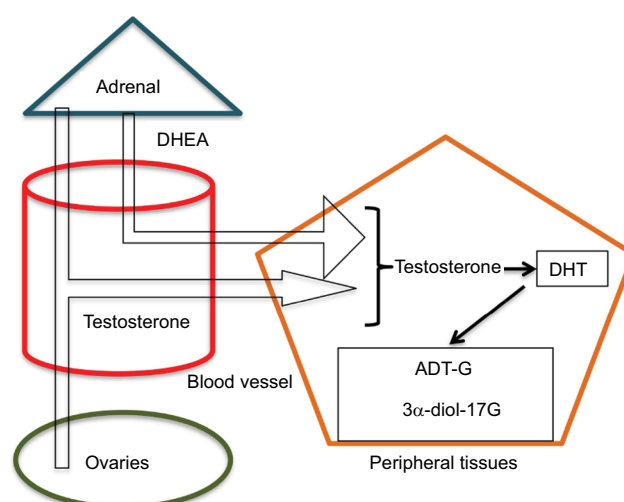 Adrenal
DHEA
Testosterone
DHT
Testosterone
Blood vessel
ADT-G
3α-diol-17G
Ovaries
Peripheral tissues